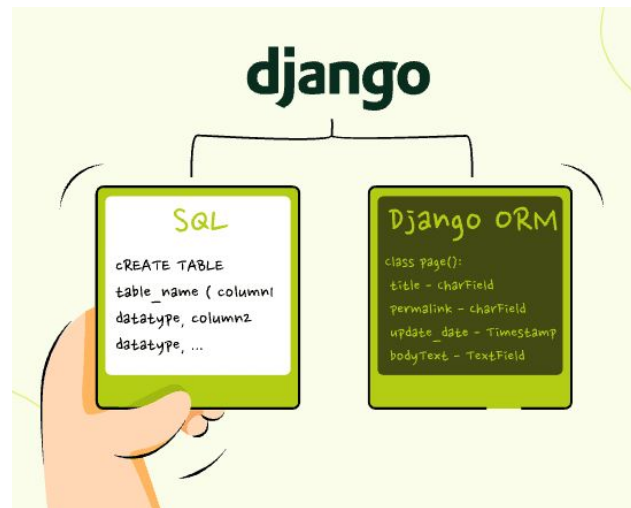 django
SQL
CREATE TABLE
table_name ( column1
datatype, column2
datatype, ...
Django ORM
class page():
title - CharField
permalink - CharField
update_date - Timestamp
bodyText - TextField